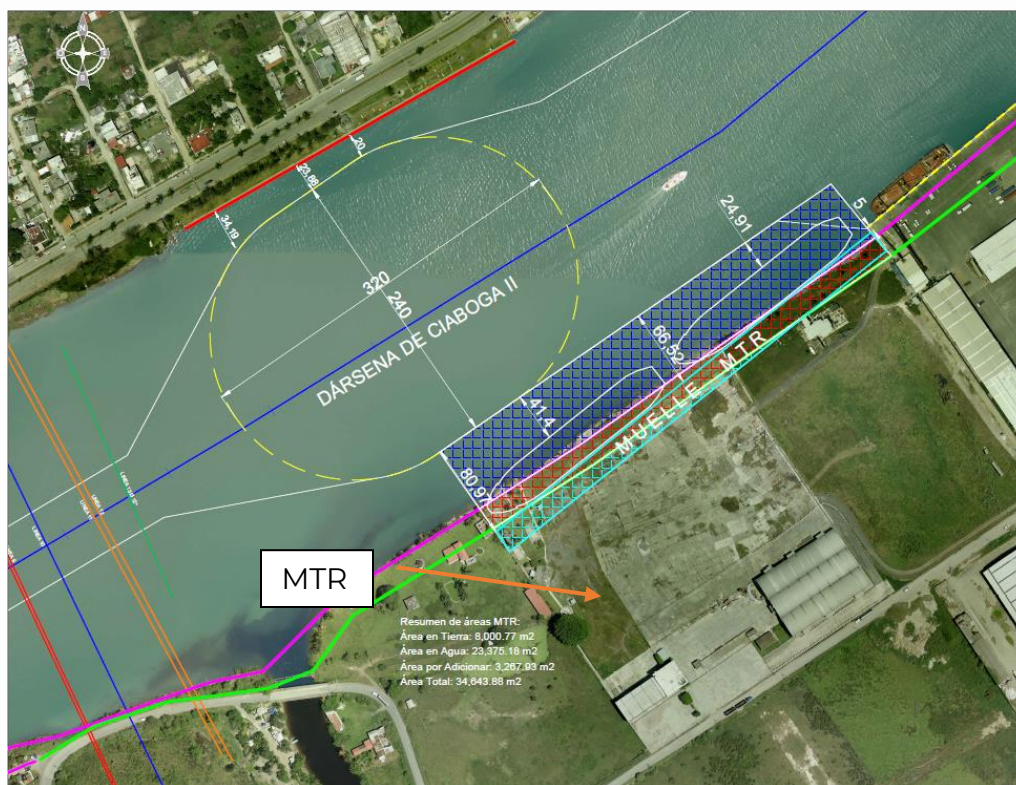 20
23,66
34,19
24,91
5
320
240
DÁRSENA DE CIABOGA II
66,52
MUELLE MTR
41,4
80,97
MTR
Resumen de áreas MTR:
Área en Tierra: 8,000.77 m2
Área en Agua: 23,375.18 m2
Área por Adicionar: 3,267.93 m2
Área Total: 34,643.88 m2